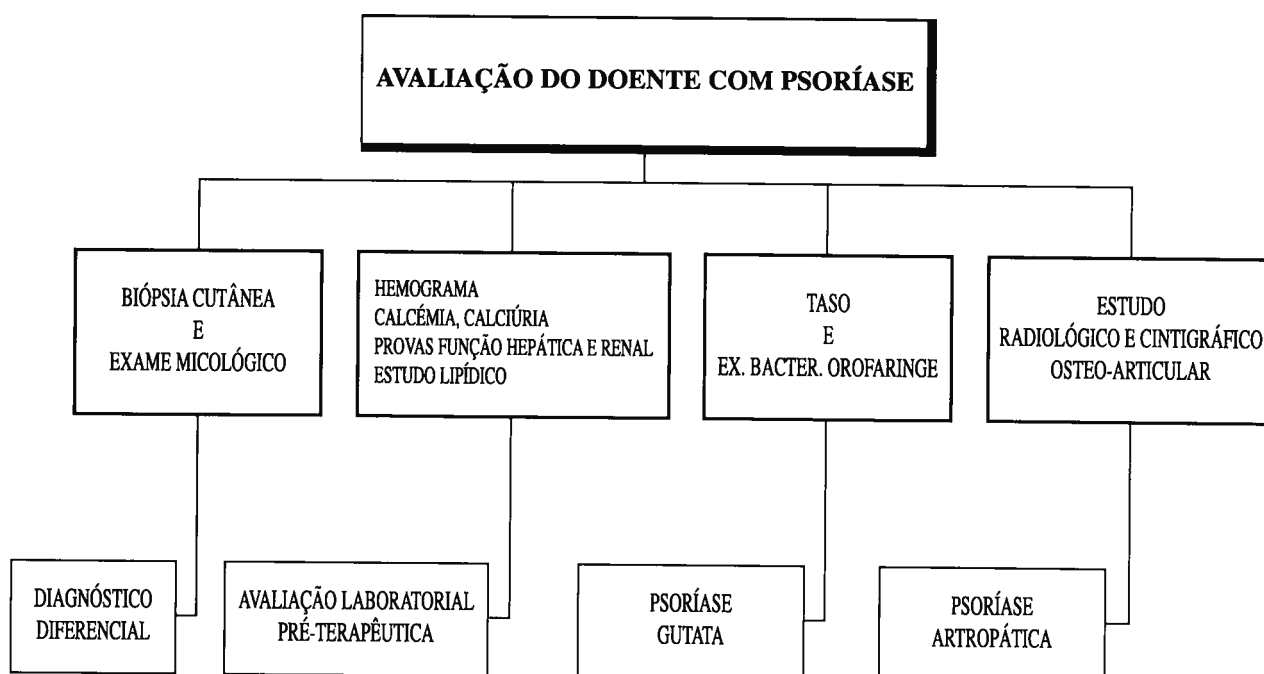 AVALIAÇÃO DO DOENTE COM PSORÍASE
BIÓPSIA CUTÂNEA
E
EXAME MICOLÓGICO
HEMOGRAMA
CALCÉMIA, CALCIÚRIA
PROVAS FUNÇÃO HEPÁTICA E RENAL
ESTUDO LIPÍDICO
TASO
E
EX. BACTER. OROFARINGE
ESTUDO
RADIOLÓGICO E CINTIGRÁFICO
OSTEO-ARTICULAR
DIAGNÓSTICO
DIFERENCIAL
AVALIAÇÃO LABORATORIAL
PRÉ-TERAPÊUTICA
PSORÍASE
GUTATA
PSORÍASE
ARTROPÁTICA